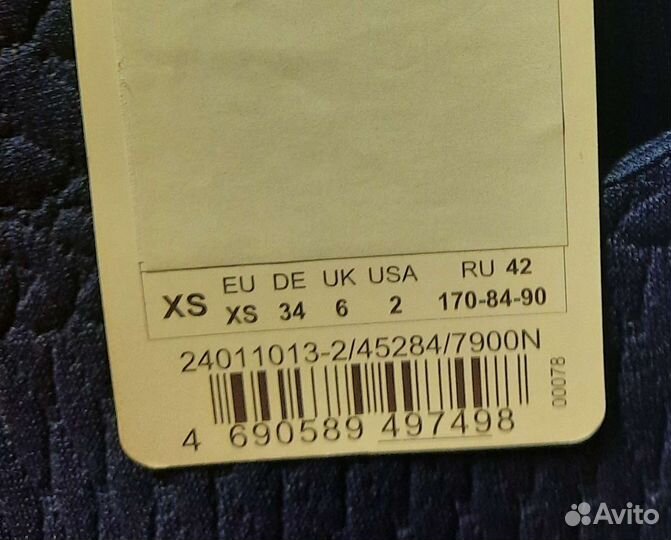 XS EU DE UK USA RU 42
XS 34 6 2 170-84-90
24011013-2/45284/7900N
00078
4 690589 497498
Avito